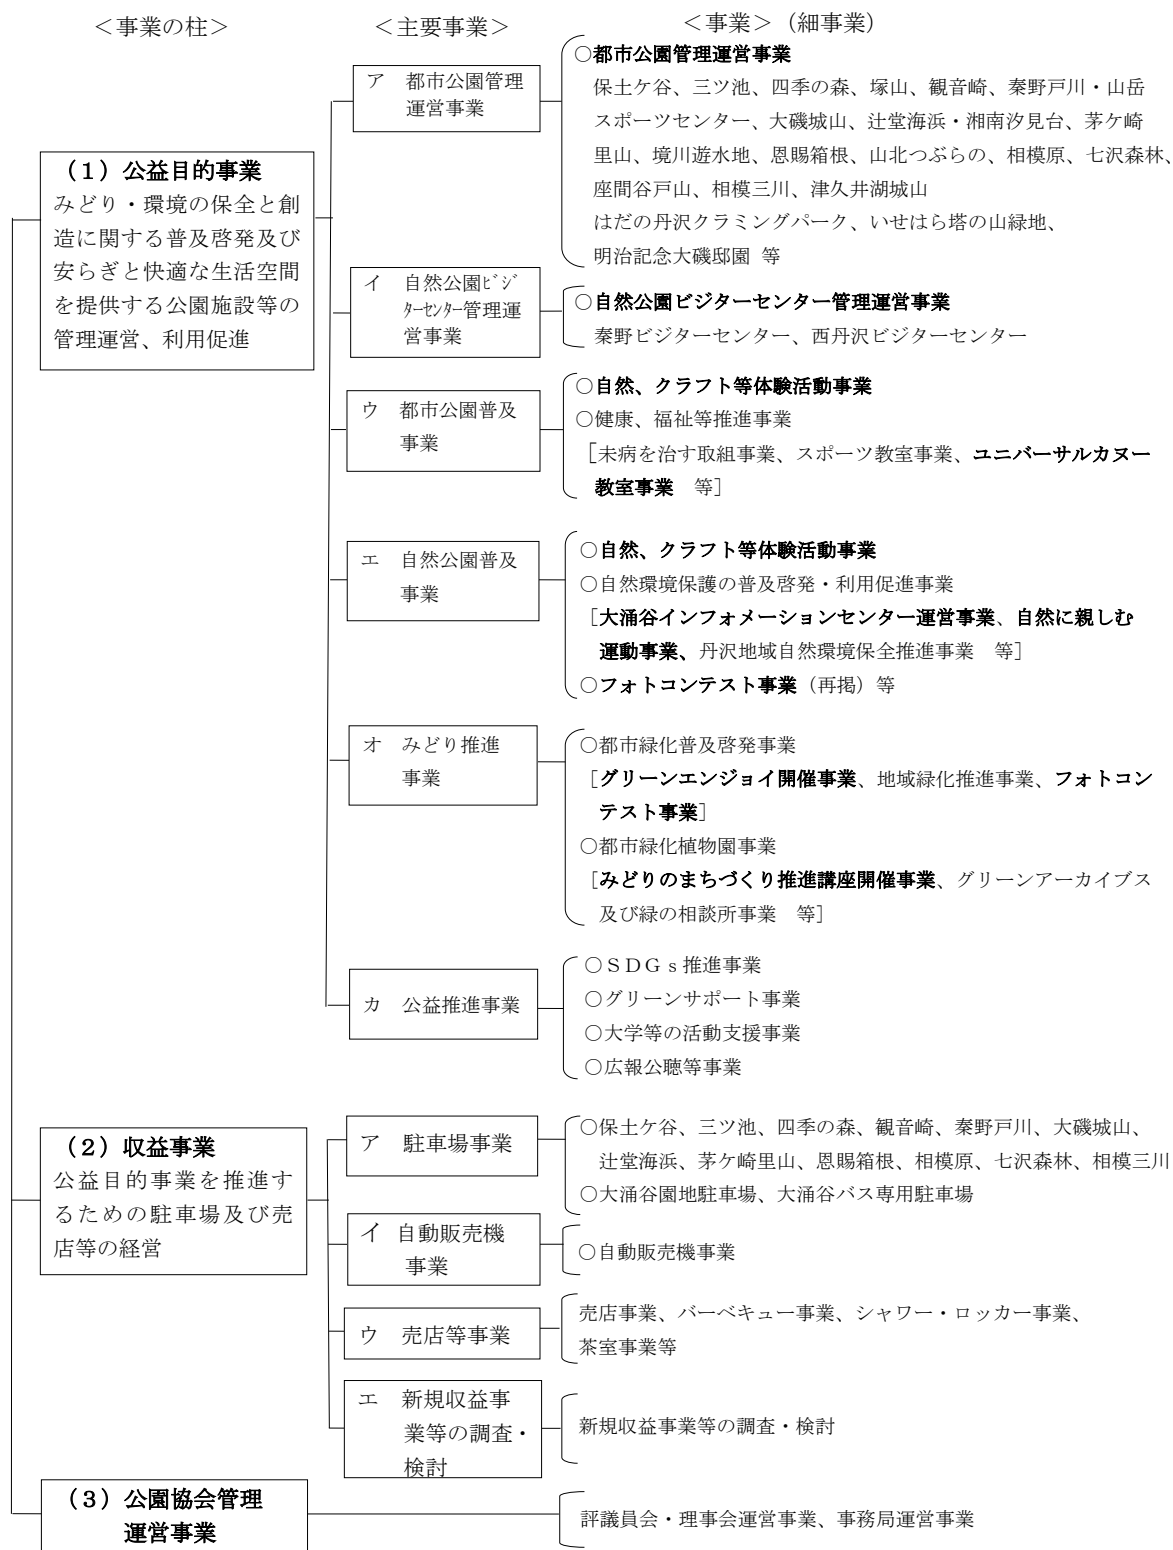 ＜事業の柱＞　＜主要事業＞　＜事業＞（細事業）
（１）公益目的事業
みどり・環境の保全と創
造に関する普及啓発及び
安らぎと快適な生活空間
を提供する公園施設等の
管理運営、利用促進
ア　都市公園管理
運営事業
○都市公園管理運営事業
保土ケ谷、三ツ池、四季の森、塚山、観音崎、秦野戸川・山岳
スポーツセンター、大磯城山、辻堂海浜・湘南汐見台、茅ケ崎
里山、境川遊水地、恩賜箱根、山北つぶらの、相模原、七沢森林、
座間谷戸山、相模三川、津久井湖城山
はだの丹沢クラミングパーク、いせはら塔の山緑地、
明治記念大磯邸園 等
イ　自然公園ﾋﾞｼﾞ
ﾀｰｾﾝﾀｰ管理運
営事業
○自然公園ビジターセンター管理運営事業
秦野ビジターセンター、西丹沢ビジターセンター
ウ　都市公園普及
事業
○自然、クラフト等体験活動事業
○健康、福祉等推進事業
［未病を治す取組事業、スポーツ教室事業、ユニバーサルカヌー
教室事業　等］
エ　自然公園普及
事業
○自然、クラフト等体験活動事業
○自然環境保護の普及啓発・利用促進事業
［大涌谷インフォメーションセンター運営事業、自然に親しむ
運動事業、丹沢地域自然環境保全推進事業　等］
○フォトコンテスト事業（再掲）等
オ　みどり推進
事業
○都市緑化普及啓発事業
［グリーンエンジョイ開催事業、地域緑化推進事業、フォトコン
テスト事業］
○都市緑化植物園事業
［みどりのまちづくり推進講座開催事業、グリーンアーカイブス
及び緑の相談所事業　等］
カ　公益推進事業
○ＳＤＧｓ推進事業
○グリーンサポート事業
○大学等の活動支援事業
○広報公聴等事業
（２）収益事業
公益目的事業を推進す
るための駐車場及び売
店等の経営
ア　駐車場事業
○保土ケ谷、三ツ池、四季の森、観音崎、秦野戸川、大磯城山、
辻堂海浜、茅ケ崎里山、恩賜箱根、相模原、七沢森林、相模三川
○大涌谷園地駐車場、大涌谷バス専用駐車場
イ　自動販売機
事業
○自動販売機事業
ウ　売店等事業
売店事業、バーベキュー事業、シャワー・ロッカー事業、
茶室事業等
エ　新規収益事
業等の調査・
検討
新規収益事業等の調査・検討
（３）公園協会管理
運営事業
評議員会・理事会運営事業、事務局運営事業